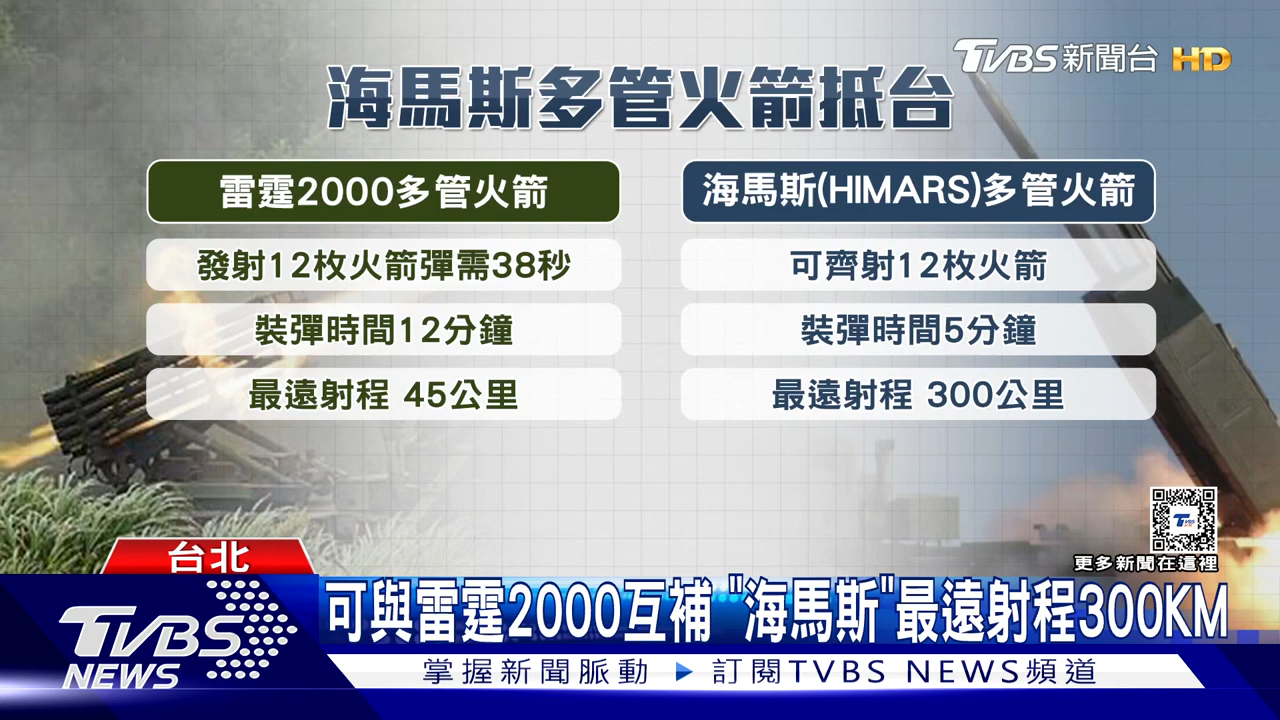 TVBS新聞台 HD
海馬斯多管火箭抵台
雷霆2000多管火箭
發射12枚火箭彈需38秒
裝彈時間12分鐘
最遠射程 45公里
海馬斯(HIMARS)多管火箭
可齊射12枚火箭
裝彈時間5分鐘
最遠射程 300公里
TVBS
更多新聞在這裡
台北
可與雷霆2000互補 "海馬斯"最遠射程300KM
TVBS NEWS
掌握新聞脈動 ▶ 訂閱TVBS NEWS頻道